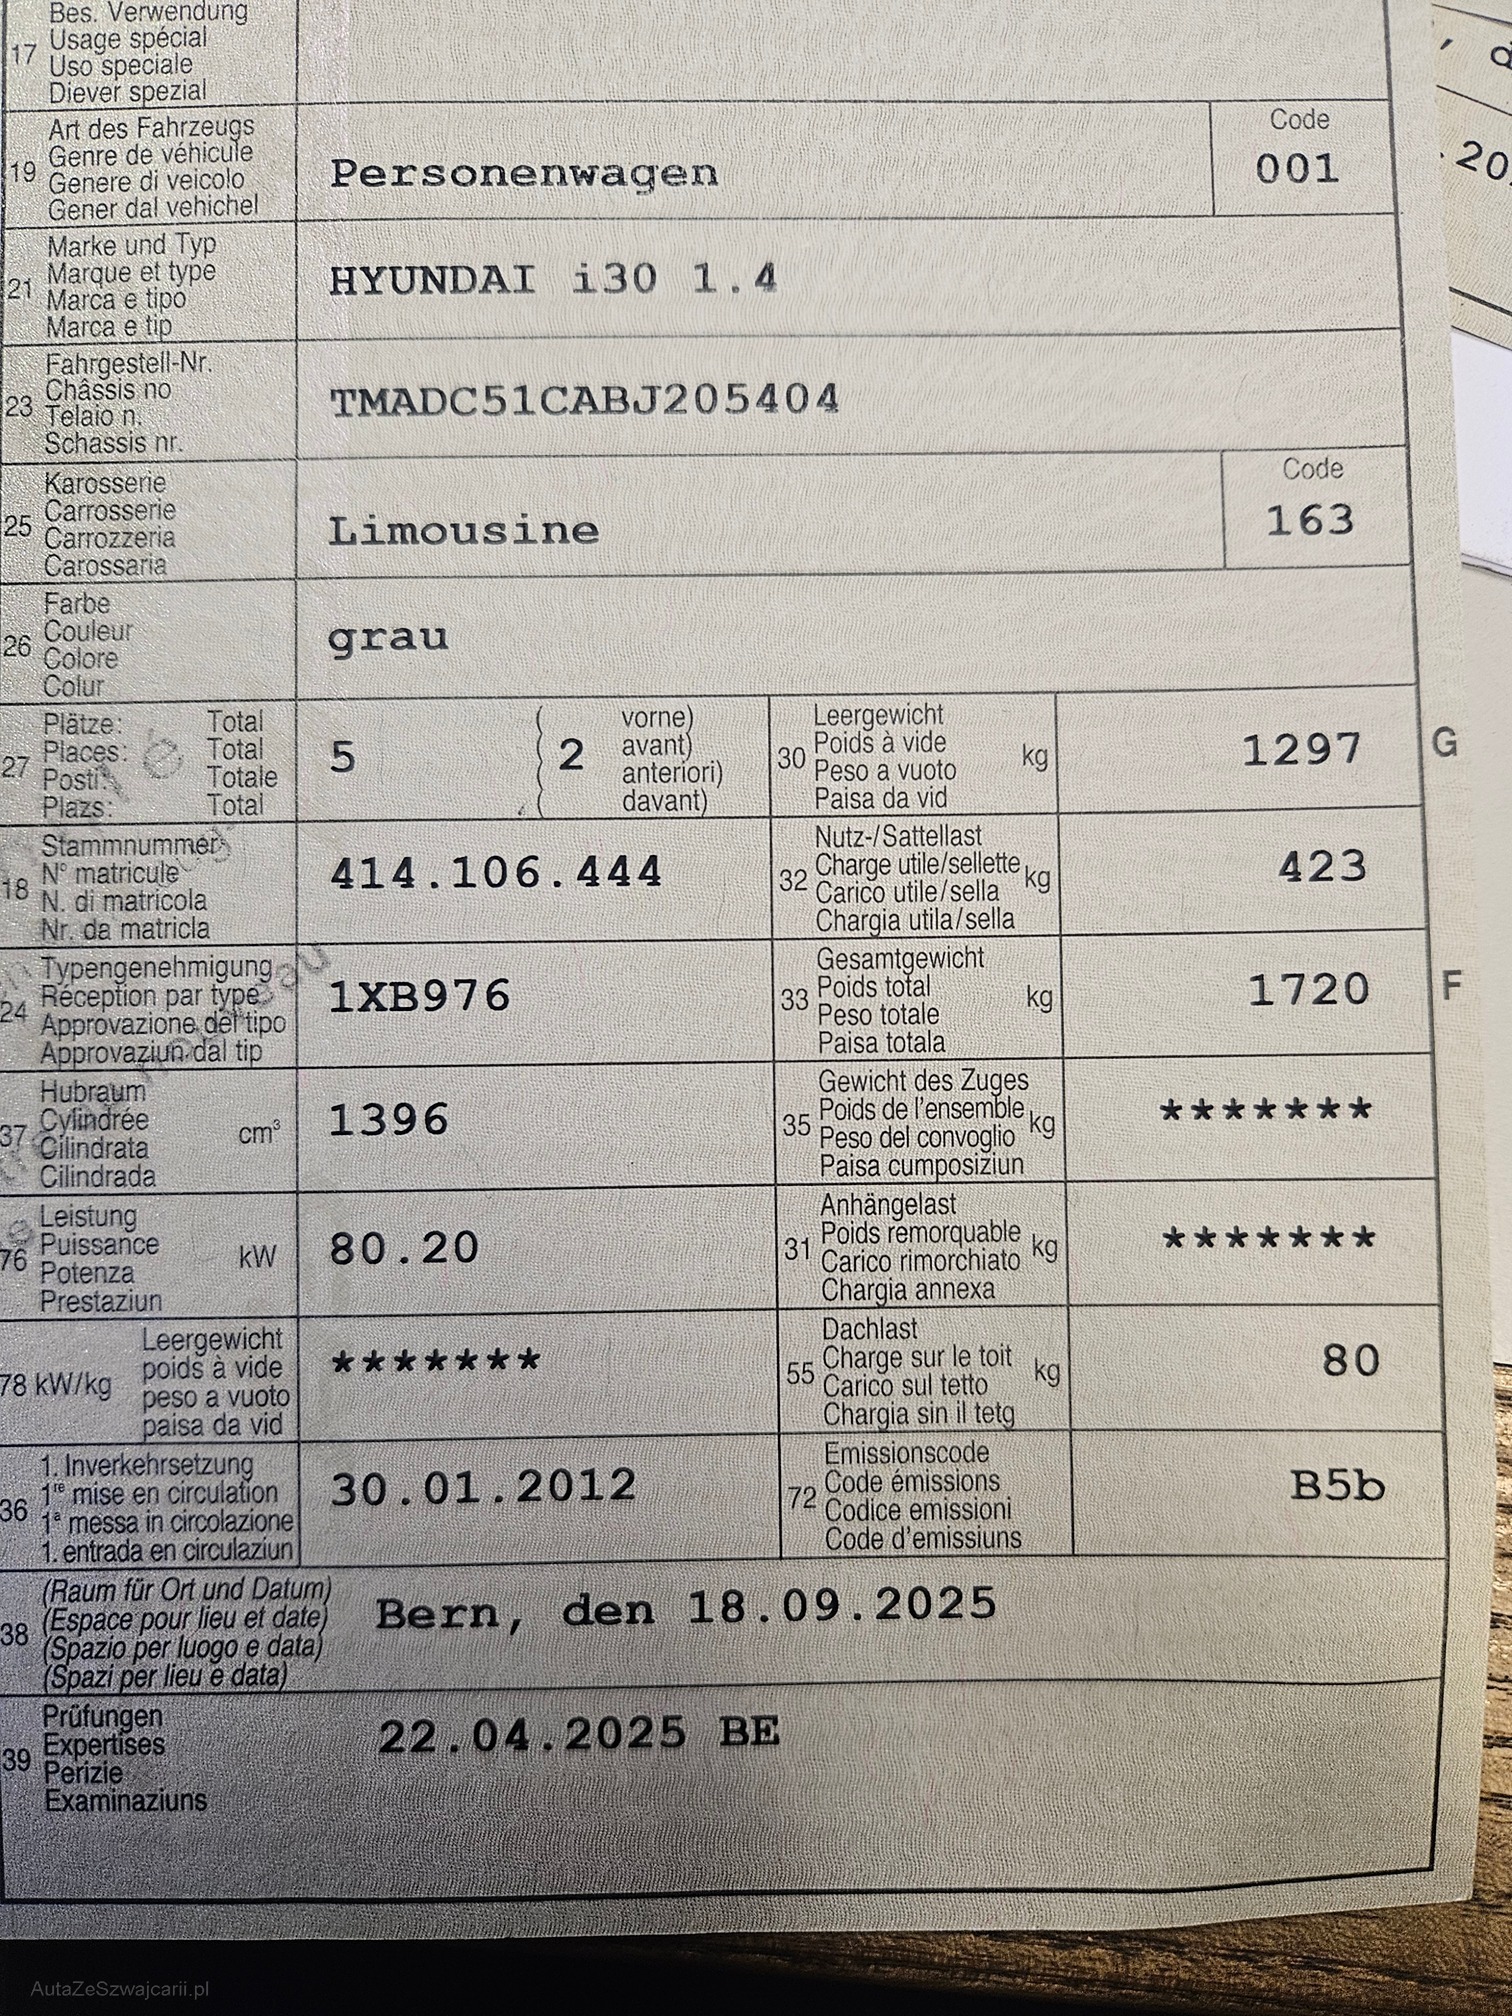 Bes. Verwendung
17 Usage spécial
Uso speciale
Diever spezial
Art des Fahrzeugs
19 Genre de véhicule
Genere di veicolo
Gener dal vehichel
Personenwagen
Code
001
Marke und Typ
21 Marque et type
Marca e tipo
Marca e tip
HYUNDAI i30 1.4
Fahrgestell-Nr.
23 Châssis no
Telaio n.
Schassis nr.
TMADC51CABJ205404
Karosserie
25 Carrosserie
Carrozzeria
Carossaria
Limousine
Code
163
Farbe
26 Couleur
Colore
Colur
grau
Plätze: Total
27 Places: Total
Posti: Totale
Plazs: Total
5
( vorne)
( 2 avant)
( anteriori)
( davant)
Leergewicht
30 Poids à vide kg
Peso a vuoto
Paisa da vid
1297
G
Stammnummer
18 N° matricule
N. di matricola
Nr. da matricla
414.106.444
Nutz-/Sattellast
32 Charge utile/sellette kg
Carico utile/sella
Chargia utila/sella
423
Typengenehmigung
24 Réception par type
Approvazione del tipo
Approvaziun dal tip
1XB976
Gesamtgewicht
33 Poids total kg
Peso totale
Paisa totala
1720
F
Hubraum
37 Cylindrée cm³
Cilindrata
Cilindrada
1396
Gewicht des Zuges
35 Poids de l'ensemble kg
Peso del convoglio
Paisa cumposiziun
*******
Leistung
76 Puissance kW
Potenza
Prestaziun
80.20
Anhängelast
31 Poids remorquable kg
Carico rimorchiato
Chargia annexa
*******
Leergewicht
78 kW/kg poids à vide
peso a vuoto
paisa da vid
*******
Dachlast
55 Charge sur le toit kg
Carico sul tetto
Chargia sin il tetg
80
1. Inverkehrsetzung
36 1re mise en circulation
1a messa in circolazione
1. entrada en circulaziun
30.01.2012
Emissionscode
72 Code émissions
Codice emissioni
Code d'emissiuns
B5b
(Raum für Ort und Datum)
38 (Espace pour lieu et date)
(Spazio per luogo e data)
(Spazi per lieu e data)
Bern, den 18.09.2025
Prüfungen
39 Expertises
Perizie
Examinaziuns
22.04.2025 BE
.20
AutaZeSzwajcarii.pl